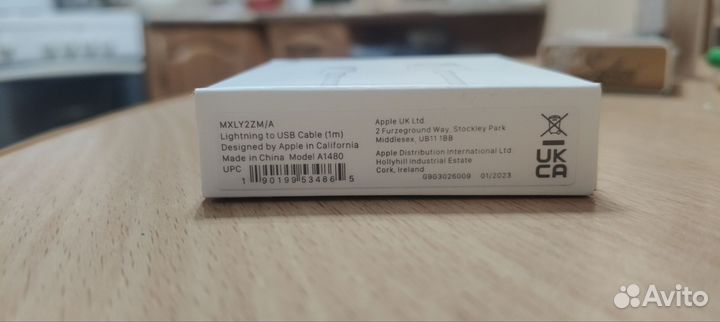 MXLY2ZM/A
Lightning to USB Cable (1m)
Designed by Apple in California
Made in China Model A1480
UPC
1 90199 53486 5
Apple UK Ltd
2 Furzeground Way, Stockley Park
Middlesex, UB11 1BB
Apple Distribution International Ltd.
Hollyhill Industrial Estate
Cork, Ireland
G9G3026009 01/2023
UK
CA
Avito